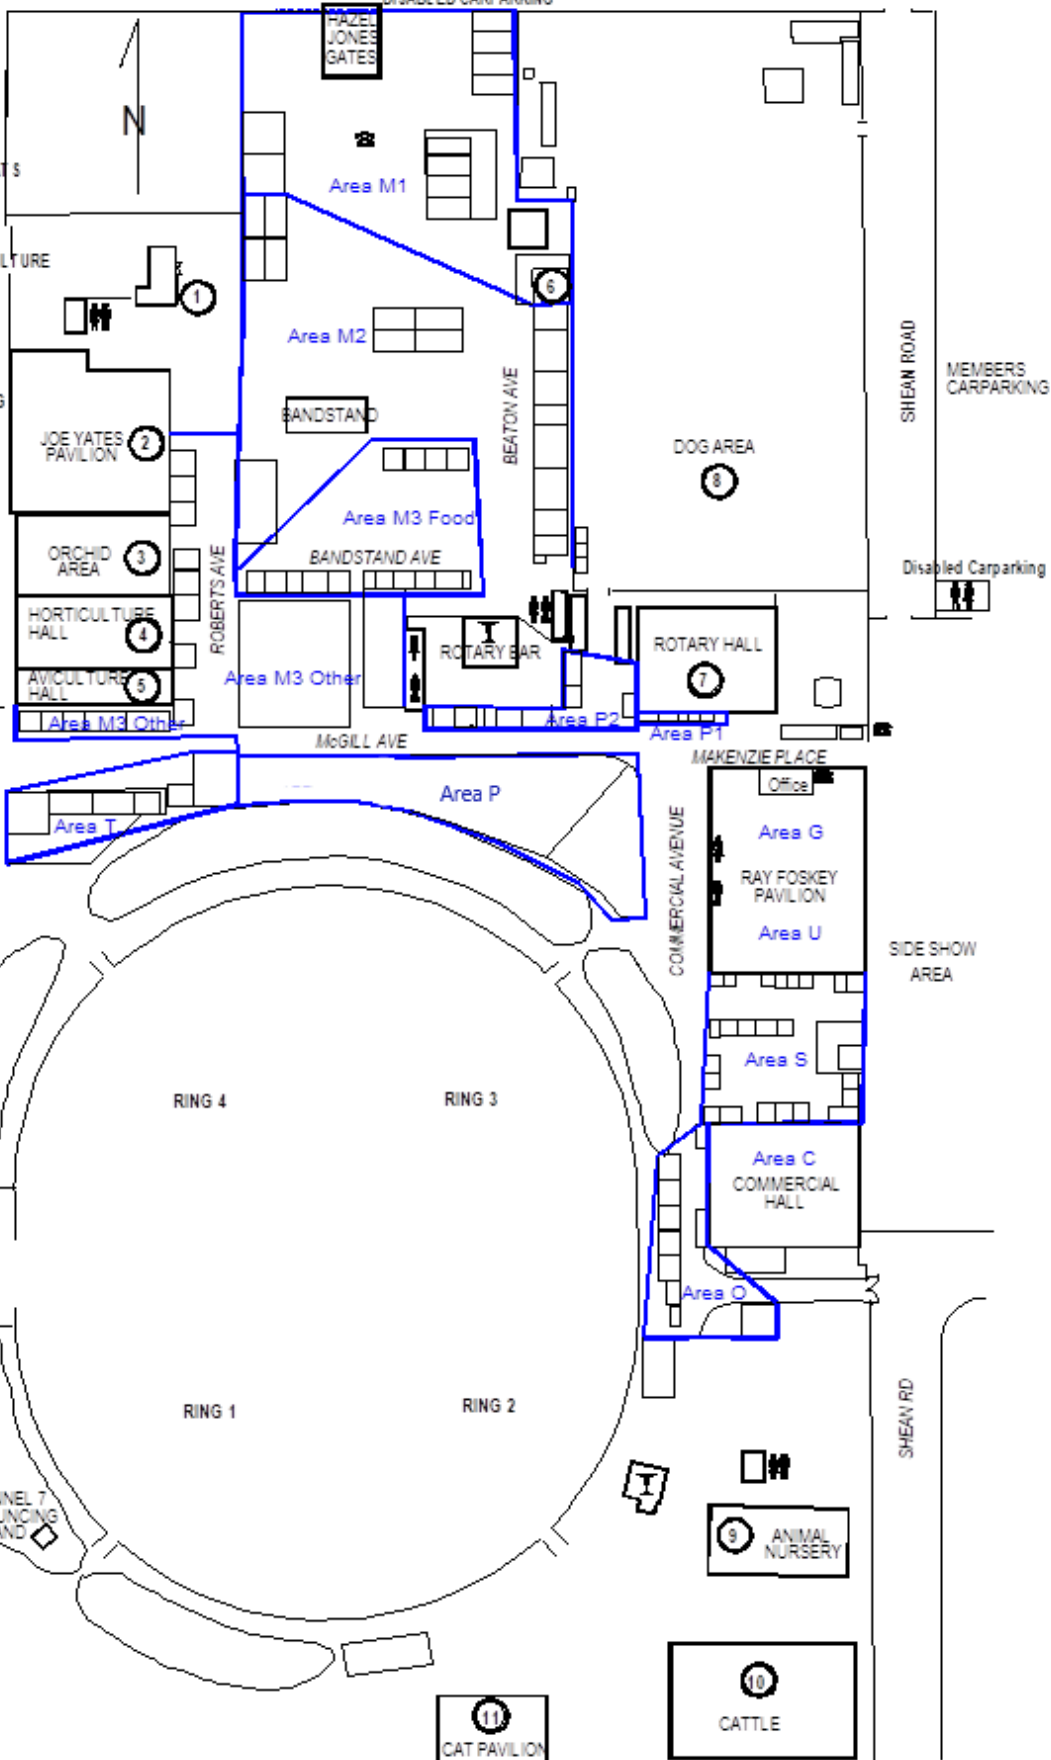 DISABLED CARPARKING
HAZEL
JONES
GATES
N
Area M1
1
6
Area M2
SHEAN ROAD
MEMBERS
CARPARKING
BANDSTAND
BEATON AVE
JOE YATES
PAVILION
2
DOG AREA
8
Area M3 Food
ORCHID
AREA
3
BANDSTAND AVE
ROBERTS AVE
Disabled Carparking
HORTICULTURE
HALL
4
ROTARY BAR
ROTARY HALL
7
AVICULTURE
HALL
5
Area M3 Other
Area M3 Other
Area P2
Area P1
McGILL AVE
MAKENZIE PLACE
Office
Area P
Area T
COMMERCIAL AVENUE
Area G
RAY FOSKEY
PAVILION
Area U
SIDE SHOW
AREA
Area S
RING 4
RING 3
Area C
COMMERCIAL
HALL
Area O
RING 1
RING 2
SHEAN RD
9
ANIMAL
NURSERY
10
CATTLE
11
CAT PAVILION